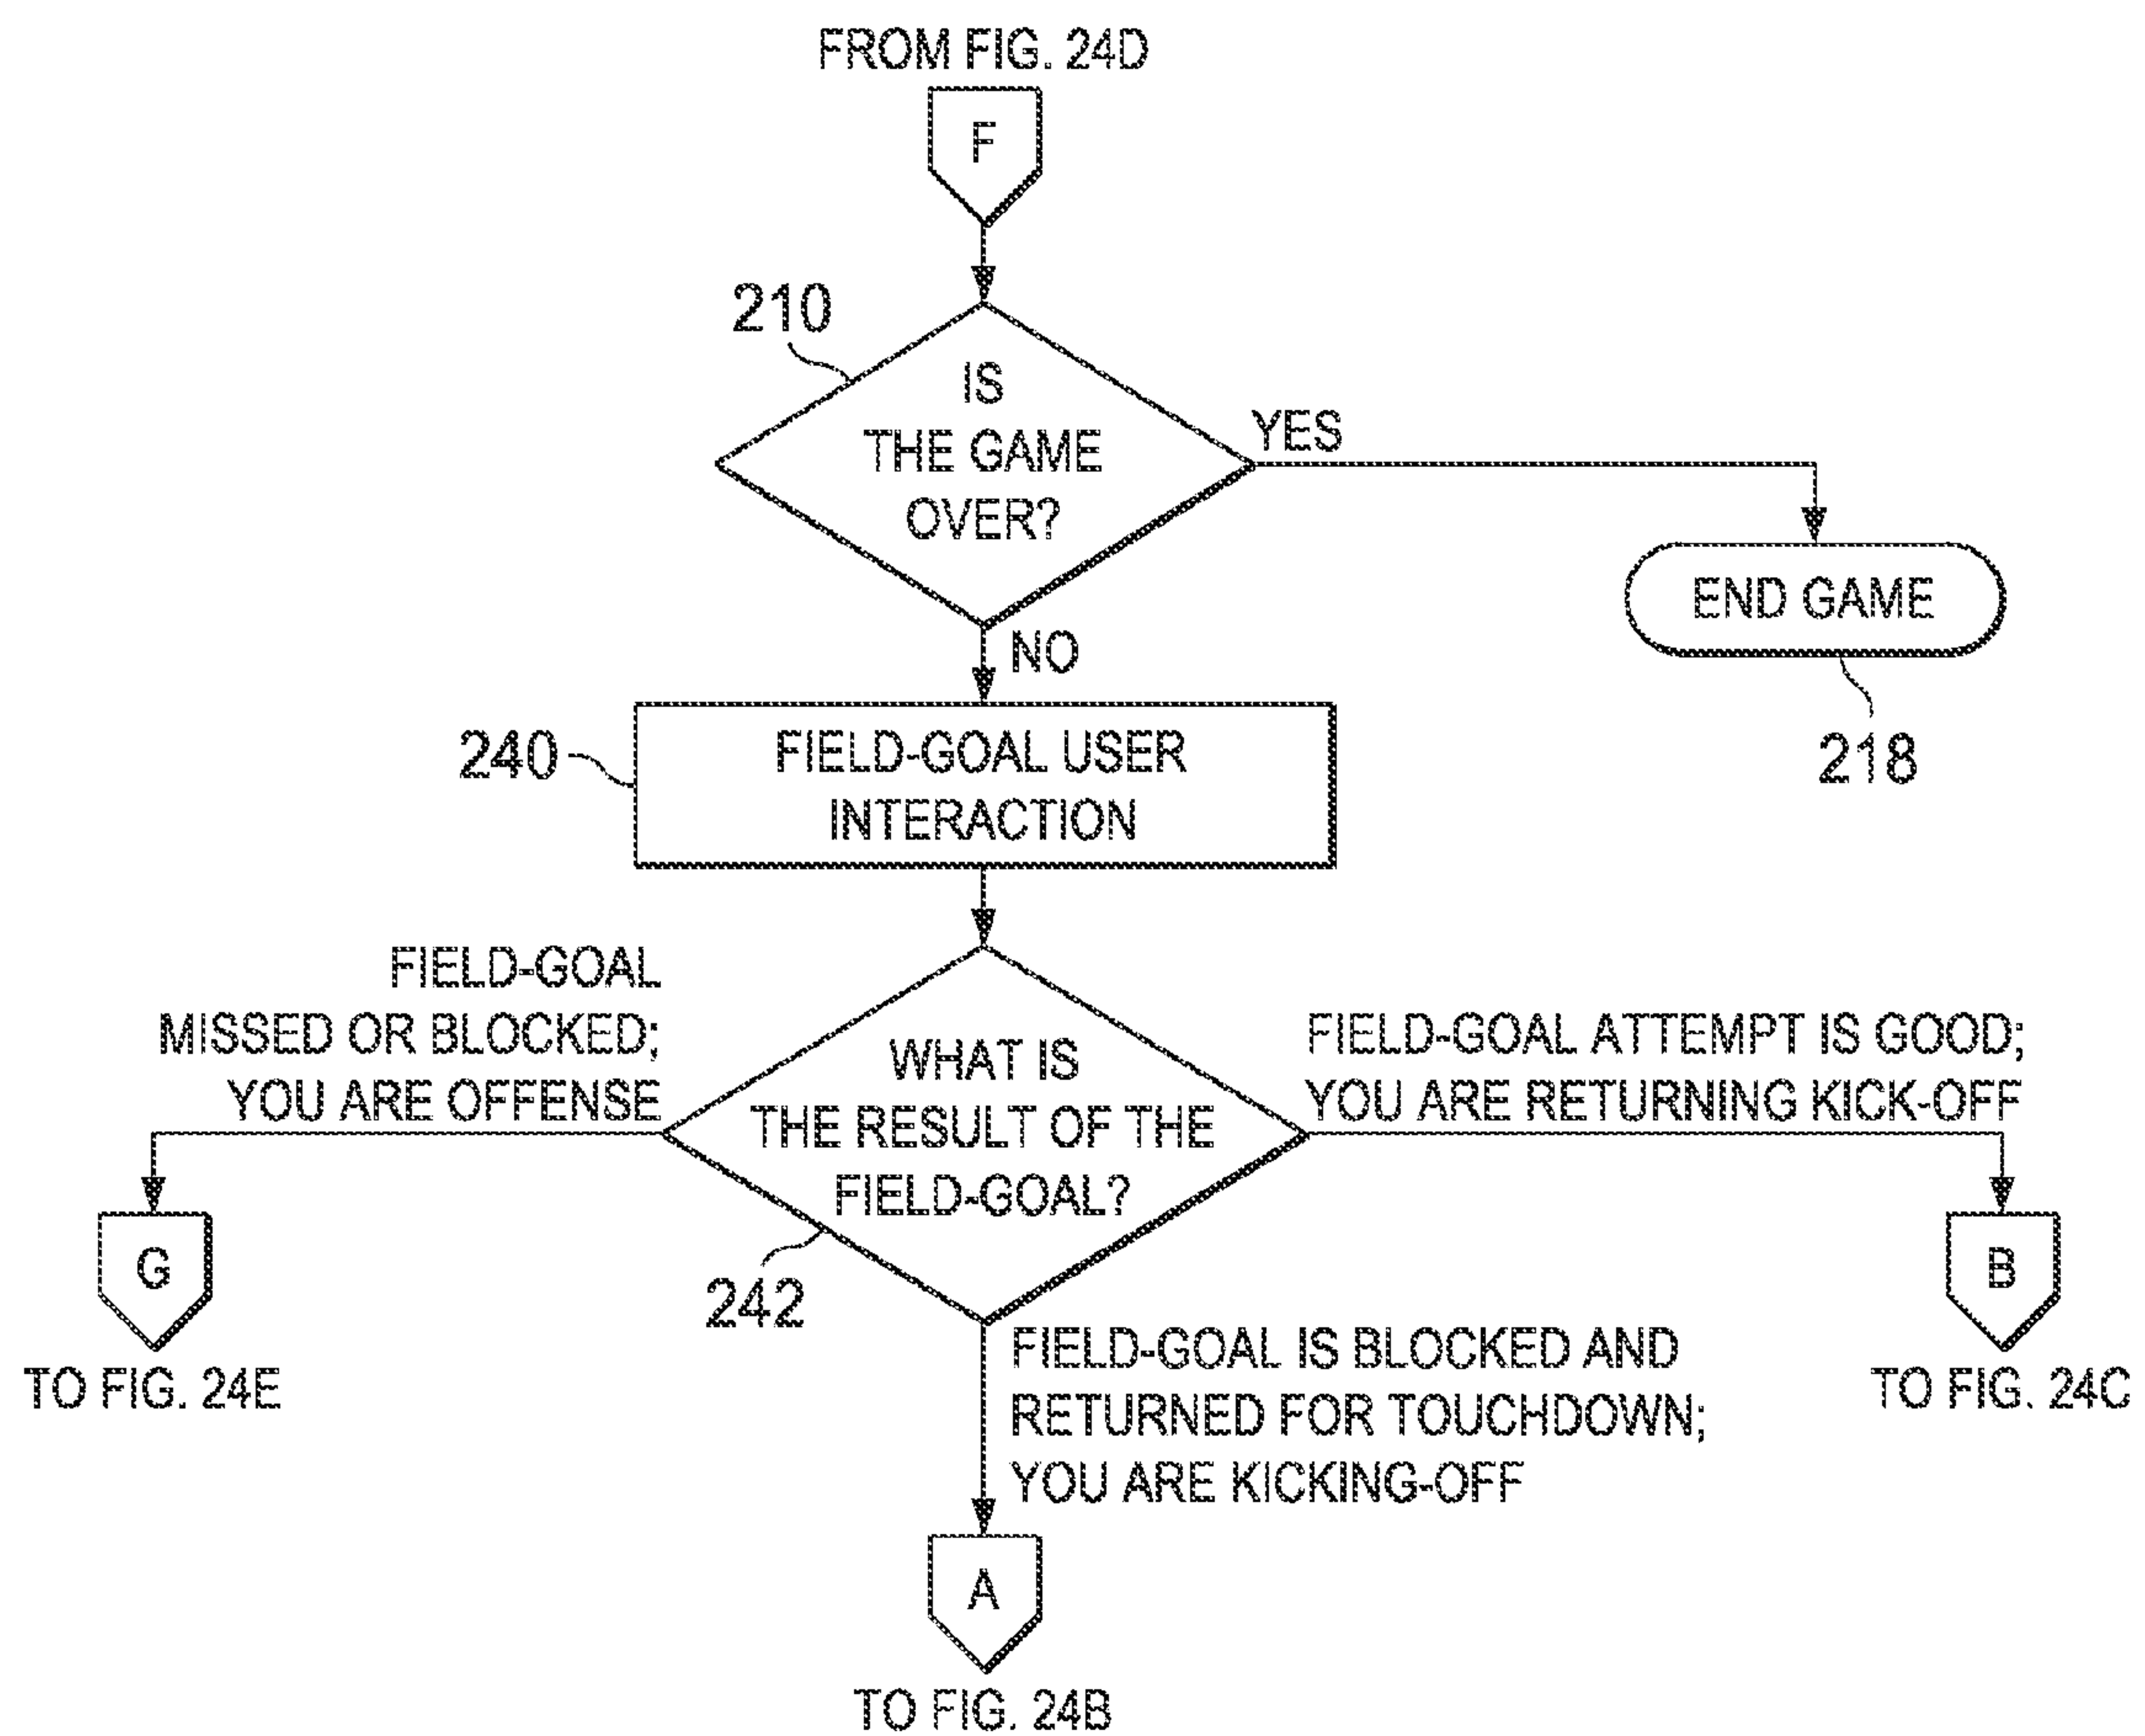 FROM FIG. 24D
F
210
IS
THE GAME
OVER?
YES
END GAME
218
NO
240
FIELD-GOAL USER
INTERACTION
FIELD-GOAL
MISSED OR BLOCKED;
YOU ARE OFFENSE
WHAT IS
THE RESULT OF THE
FIELD-GOAL?
242
FIELD-GOAL ATTEMPT IS GOOD;
YOU ARE RETURNING KICK-OFF
G
TO FIG. 24E
B
TO FIG. 24C
FIELD-GOAL IS BLOCKED AND
RETURNED FOR TOUCHDOWN;
YOU ARE KICKING-OFF
A
TO FIG. 24B